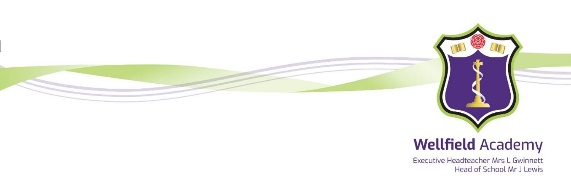 Wellfield Academy
Executive Headteacher Mrs L Gwinnett
Head of School Mr J Lewis